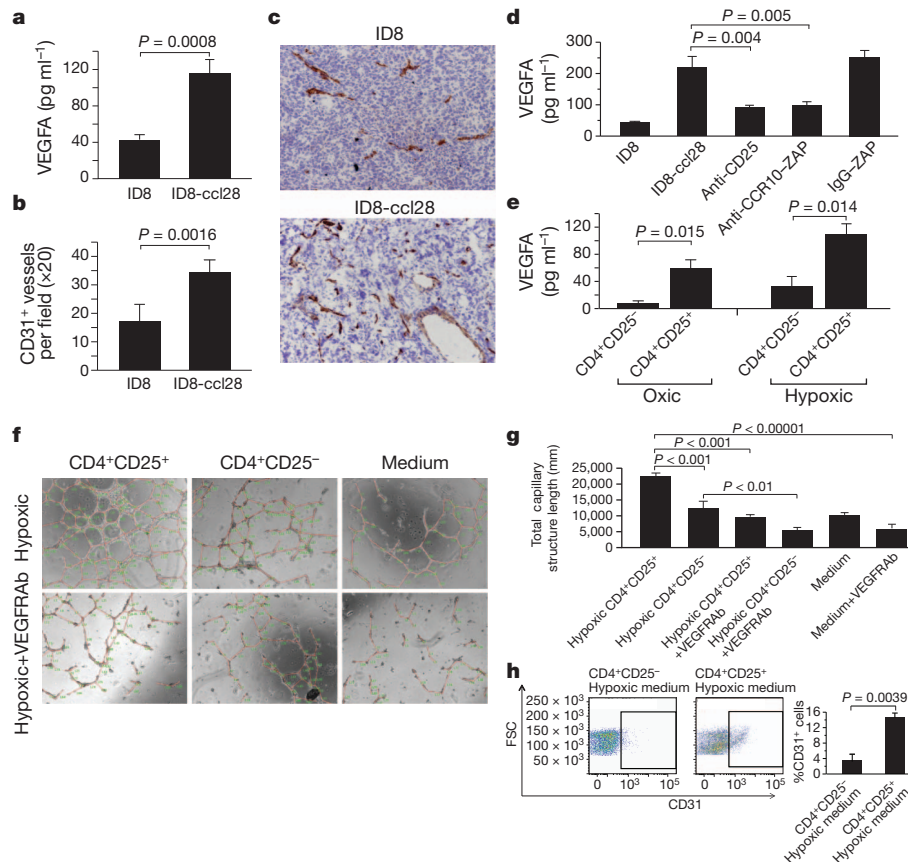 a
P = 0.0008
VEGFA (pg ml⁻¹)
120
80
40
0
ID8
ID8-ccl28
b
P = 0.0016
CD31⁺ vessels
per field (×20)
40
30
20
10
0
ID8
ID8-ccl28
c
ID8
ID8-ccl28
d
P = 0.005
P = 0.004
VEGFA
(pg ml⁻¹)
300
200
100
0
ID8
ID8-ccl28
Anti-CD25
Anti-CCR10-ZAP
IgG-ZAP
e
P = 0.015
P = 0.014
VEGFA
(pg ml⁻¹)
200
150
100
50
0
CD4⁺CD25⁻
CD4⁺CD25⁺
CD4⁺CD25⁻
CD4⁺CD25⁺
Oxic
Hypoxic
f
CD4⁺CD25⁺
CD4⁺CD25⁻
Medium
Hypoxic
Hypoxic+VEGFRAb
g
P < 0.00001
P < 0.001
P < 0.001
P < 0.01
Total capillary
structure length (mm)
25,000
20,000
15,000
10,000
5,000
0
Hypoxic CD4⁺CD25⁺
Hypoxic CD4⁺CD25⁻
Hypoxic CD4⁺CD25⁺
+VEGFRAb
Hypoxic CD4⁺CD25⁻
+VEGFRAb
Medium
Medium+VEGFRAb
h
CD4⁺CD25⁻
Hypoxic medium
CD4⁺CD25⁺
Hypoxic medium
FSC
250 × 10³
200 × 10³
150 × 10³
100 × 10³
50 × 10³
0 10³ 10⁵
0 10³ 10⁵
CD31
P = 0.0039
%CD31⁺ cells
16
12
8
4
0
CD4⁺CD25⁻
Hypoxic medium
CD4⁺CD25⁺
Hypoxic medium